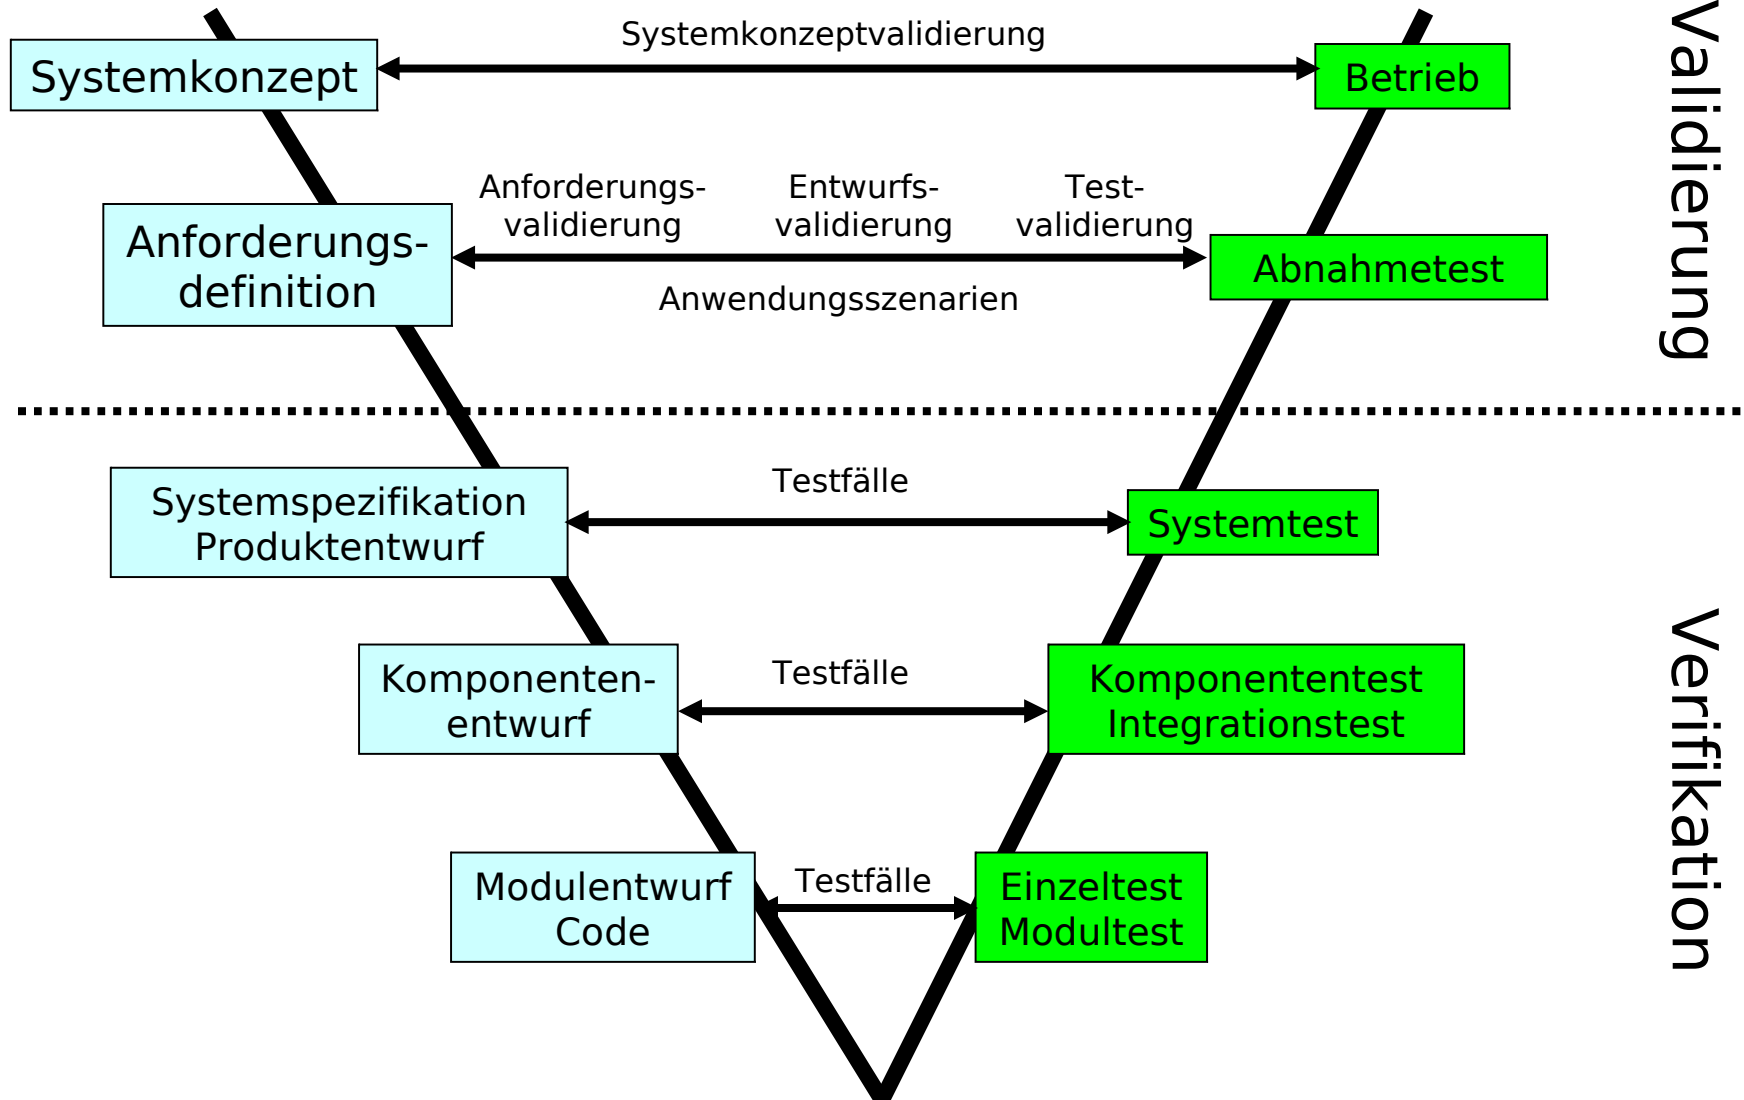 Systemkonzept
Systemkonzeptvalidierung
Betrieb
Validierung
Anforderungs-
definition
Anforderungs-
validierung
Entwurfs-
validierung
Test-
validierung
Anwendungsszenarien
Abnahmetest
Systemspezifikation
Produktentwurf
Testfälle
Systemtest
Verifikation
Komponenten-
entwurf
Testfälle
Komponententest
Integrationstest
Modulentwurf
Code
Testfälle
Einzeltest
Modultest